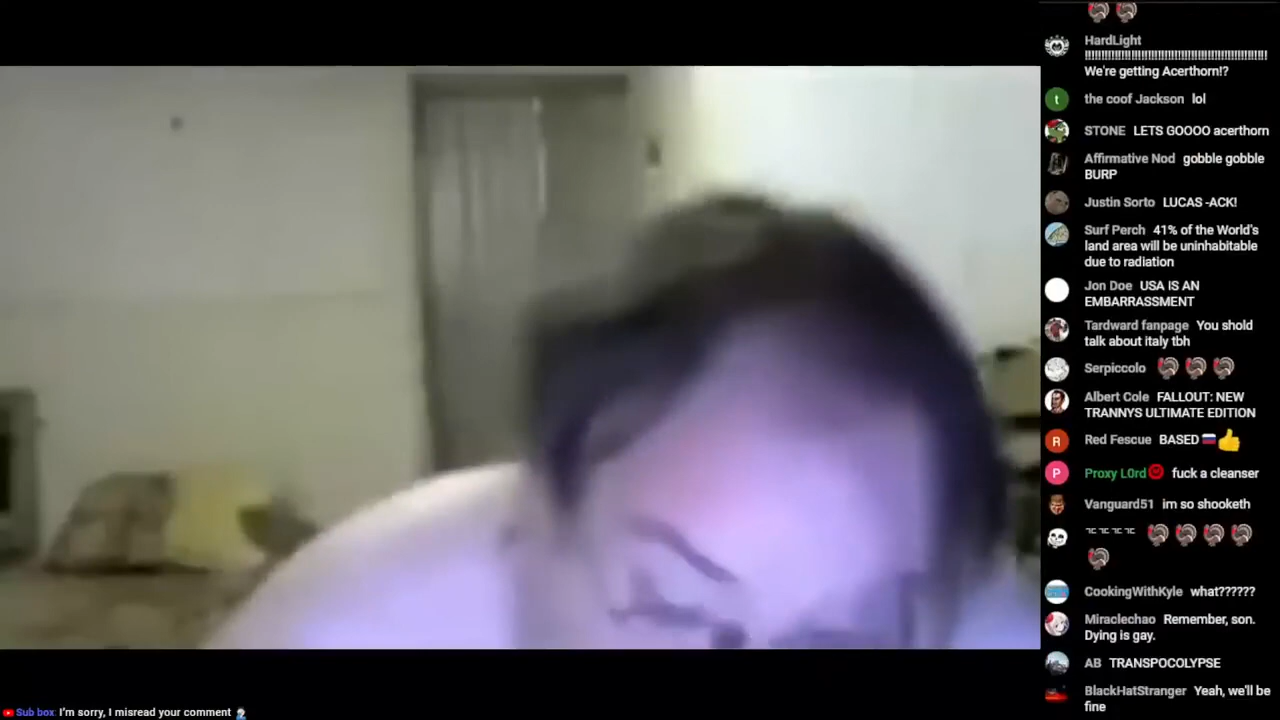 HardLight
!!!!!!!!!!!!!!!!!!!!!!!!!!!!!!!!!!!!!!!!!!!!!!!!!!!!
We're getting Acerthorn!?
t the coof Jackson lol
STONE LETS GOOOO acerthorn
Affirmative Nod gobble gobble
BURP
Justin Sorto LUCAS -ACK!
Surf Perch 41% of the World's
land area will be uninhabitable
due to radiation
Jon Doe USA IS AN
EMBARRASSMENT
Tardward fanpage You shold
talk about italy tbh
Serpiccolo
Albert Cole FALLOUT: NEW
TRANNYS ULTIMATE EDITION
R Red Fescue BASED
P Proxy L0rd fuck a cleanser
Vanguard51 im so shooketh
CookingWithKyle what??????
Miraclechao Remember, son.
Dying is gay.
AB TRANSPOCOLYPSE
BlackHatStranger Yeah, we'll be
fine
Sub box: I'm sorry, I misread your comment